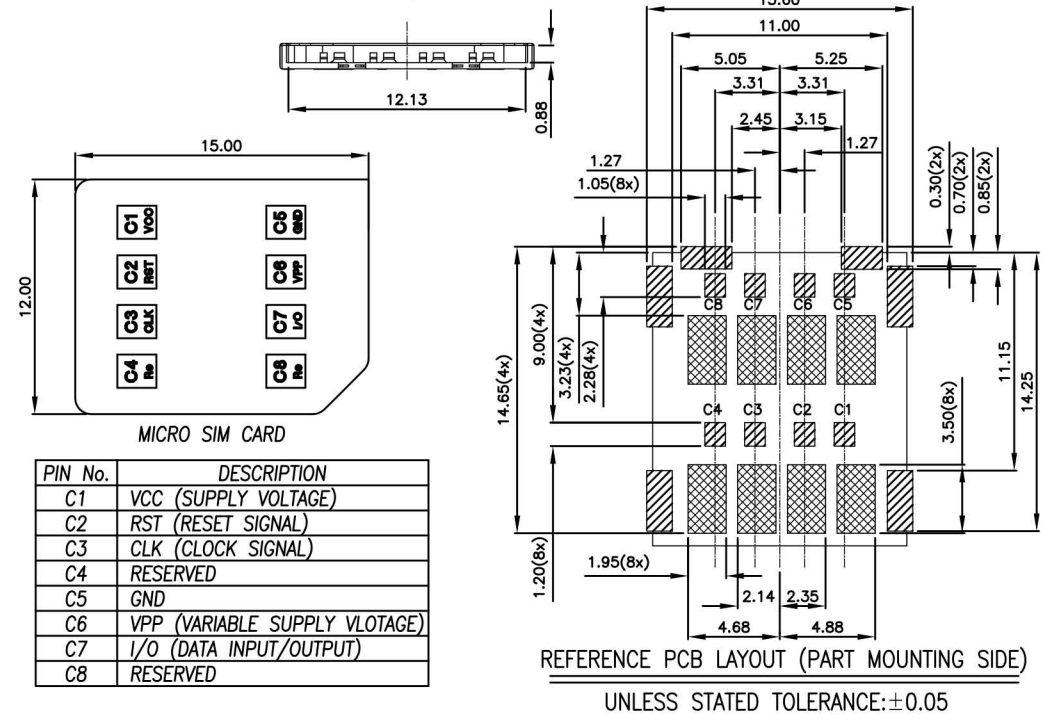 13.00
11.00
5.05 5.25
3.31 3.31
12.13
0.88
2.45 3.15
1.27
1.27
1.05(8x)
0.30(2x)
0.70(2x)
0.85(2x)
15.00
12.00
C1 VCO
C5 GND
C2 RST
C6 VPP
C3 CLK
C7 I/O
C4 Re
C8 Re
MICRO SIM CARD
C8 C7 C6 C5
14.65(4x)
9.00(4x)
3.23(4x)
2.28(4x)
11.15
14.25
3.50(8x)
C4 C3 C2 C1
1.20(8x)
1.95(8x)
2.14 2.35
4.68 4.88
PIN No. DESCRIPTION
C1 VCC (SUPPLY VOLTAGE)
C2 RST (RESET SIGNAL)
C3 CLK (CLOCK SIGNAL)
C4 RESERVED
C5 GND
C6 VPP (VARIABLE SUPPLY VLOTAGE)
C7 I/O (DATA INPUT/OUTPUT)
C8 RESERVED
REFERENCE PCB LAYOUT (PART MOUNTING SIDE)
UNLESS STATED TOLERANCE:±0.05